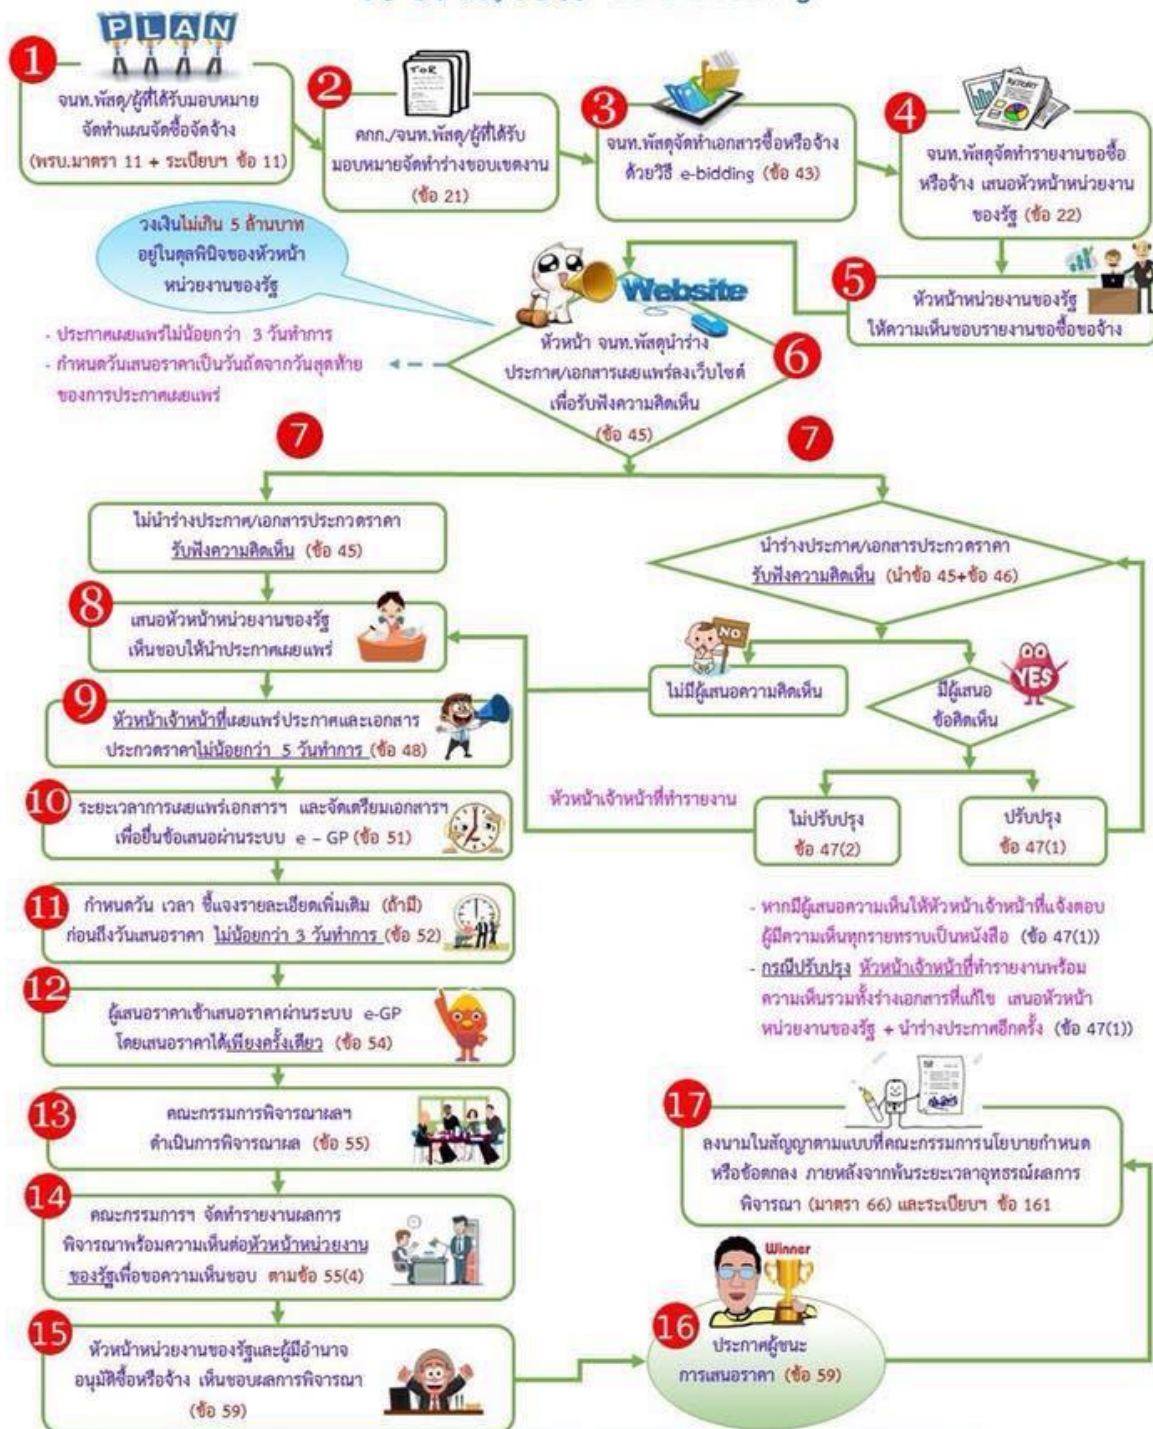 PLAN
1
จนท.พัสดุ/ผู้ที่ได้รับมอบหมาย
จัดทำแผนจัดซื้อจัดจ้าง
(พรบ.มาตรา 11 + ระเบียบฯ ข้อ 11)
2
TOR
คกก./จนท.พัสดุ/ผู้ที่ได้รับ
มอบหมายจัดทำร่างขอบเขตงาน
(ข้อ 21)
3
จนท.พัสดุจัดทำเอกสารซื้อหรือจ้าง
ด้วยวิธี e-bidding (ข้อ 43)
4
REPORT
จนท.พัสดุจัดทำรายงานขอซื้อ
หรือจ้าง เสนอหัวหน้าหน่วยงาน
ของรัฐ (ข้อ 22)
5
หัวหน้าหน่วยงานของรัฐ
ให้ความเห็นชอบรายงานขอซื้อขอจ้าง
วงเงินไม่เกิน 5 ล้านบาท
อยู่ในดุลพินิจของหัวหน้า
หน่วยงานของรัฐ
- ประกาศเผยแพร่ไม่น้อยกว่า 3 วันทำการ
- กำหนดวันเสนอราคาเป็นวันถัดจากวันสุดท้าย
ของการประกาศเผยแพร่
Website
6
หัวหน้า จนท.พัสดุนำร่าง
ประกาศ/เอกสารเผยแพร่ลงเว็บไซต์
เพื่อรับฟังความคิดเห็น
(ข้อ 45)
7
7
ไม่นำร่างประกาศ/เอกสารประกวดราคา
รับฟังความคิดเห็น (ข้อ 45)
นำร่างประกาศ/เอกสารประกวดราคา
รับฟังความคิดเห็น (นำข้อ 45+ข้อ 46)
8
เสนอหัวหน้าหน่วยงานของรัฐ
เห็นชอบให้นำประกาศเผยแพร่
NO
ไม่มีผู้เสนอความคิดเห็น
YES
มีผู้เสนอ
ข้อคิดเห็น
9
หัวหน้าเจ้าหน้าที่เผยแพร่ประกาศและเอกสาร
ประกวดราคาไม่น้อยกว่า 5 วันทำการ (ข้อ 48)
หัวหน้าเจ้าหน้าที่ทำรายงาน
ไม่ปรับปรุง
ข้อ 47(2)
ปรับปรุง
ข้อ 47(1)
10
ระยะเวลาการเผยแพร่เอกสารฯ และจัดเตรียมเอกสารฯ
เพื่อยื่นข้อเสนอผ่านระบบ e – GP (ข้อ 51)
11
กำหนดวัน เวลา ชี้แจงรายละเอียดเพิ่มเติม (ถ้ามี)
ก่อนถึงวันเสนอราคา ไม่น้อยกว่า 3 วันทำการ (ข้อ 52)
- หากมีผู้เสนอความเห็นให้หัวหน้าเจ้าหน้าที่แจ้งตอบ
ผู้มีความเห็นทุกรายทราบเป็นหนังสือ (ข้อ 47(1))
- กรณีปรับปรุง หัวหน้าเจ้าหน้าที่ทำรายงานพร้อม
ความเห็นรวมทั้งร่างเอกสารที่แก้ไข เสนอหัวหน้า
หน่วยงานของรัฐ + นำร่างประกาศอีกครั้ง (ข้อ 47(1))
12
ผู้เสนอราคาเข้าเสนอราคาผ่านระบบ e-GP
โดยเสนอราคาได้เพียงครั้งเดียว (ข้อ 54)
13
คณะกรรมการพิจารณาผลฯ
ดำเนินการพิจารณาผล (ข้อ 55)
14
คณะกรรมการฯ จัดทำรายงานผลการ
พิจารณาพร้อมความเห็นต่อหัวหน้าหน่วยงาน
ของรัฐเพื่อขอความเห็นชอบ ตามข้อ 55(4)
15
หัวหน้าหน่วยงานของรัฐและผู้มีอำนาจ
อนุมัติซื้อหรือจ้าง เห็นชอบผลการพิจารณา
(ข้อ 59)
16
Winner
ประกาศผู้ชนะ
การเสนอราคา (ข้อ 59)
17
ลงนามในสัญญาตามแบบที่คณะกรรมการนโยบายกำหนด
หรือข้อตกลง ภายหลังจากพ้นระยะเวลาอุทธรณ์ผลการ
พิจารณา (มาตรา 66) และระเบียบฯ ข้อ 161